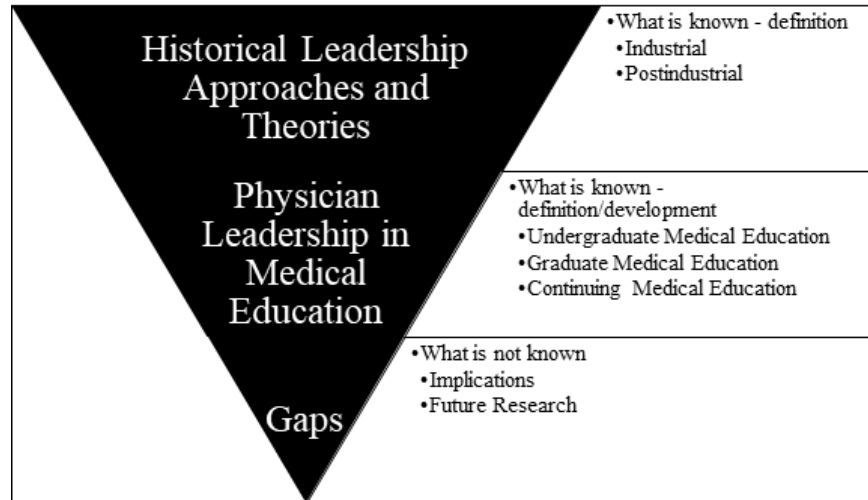 Historical Leadership
Approaches and
Theories
•What is known - definition
•Industrial
•Postindustrial
Physician
Leadership in
Medical
Education
•What is known -
definition/development
•Undergraduate Medical Education
•Graduate Medical Education
•Continuing Medical Education
Gaps
•What is not known
•Implications
•Future Research